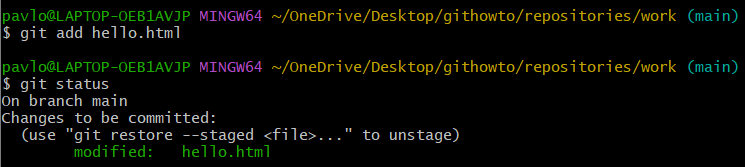 pavlo@LAPTOP-OEB1AVJP MINGW64 ~/OneDrive/Desktop/githowto/repositories/work (main)
$ git add hello.html
pavlo@LAPTOP-OEB1AVJP MINGW64 ~/OneDrive/Desktop/githowto/repositories/work (main)
$ git status
On branch main
Changes to be committed:
  (use "git restore --staged <file>..." to unstage)
        modified:   hello.html